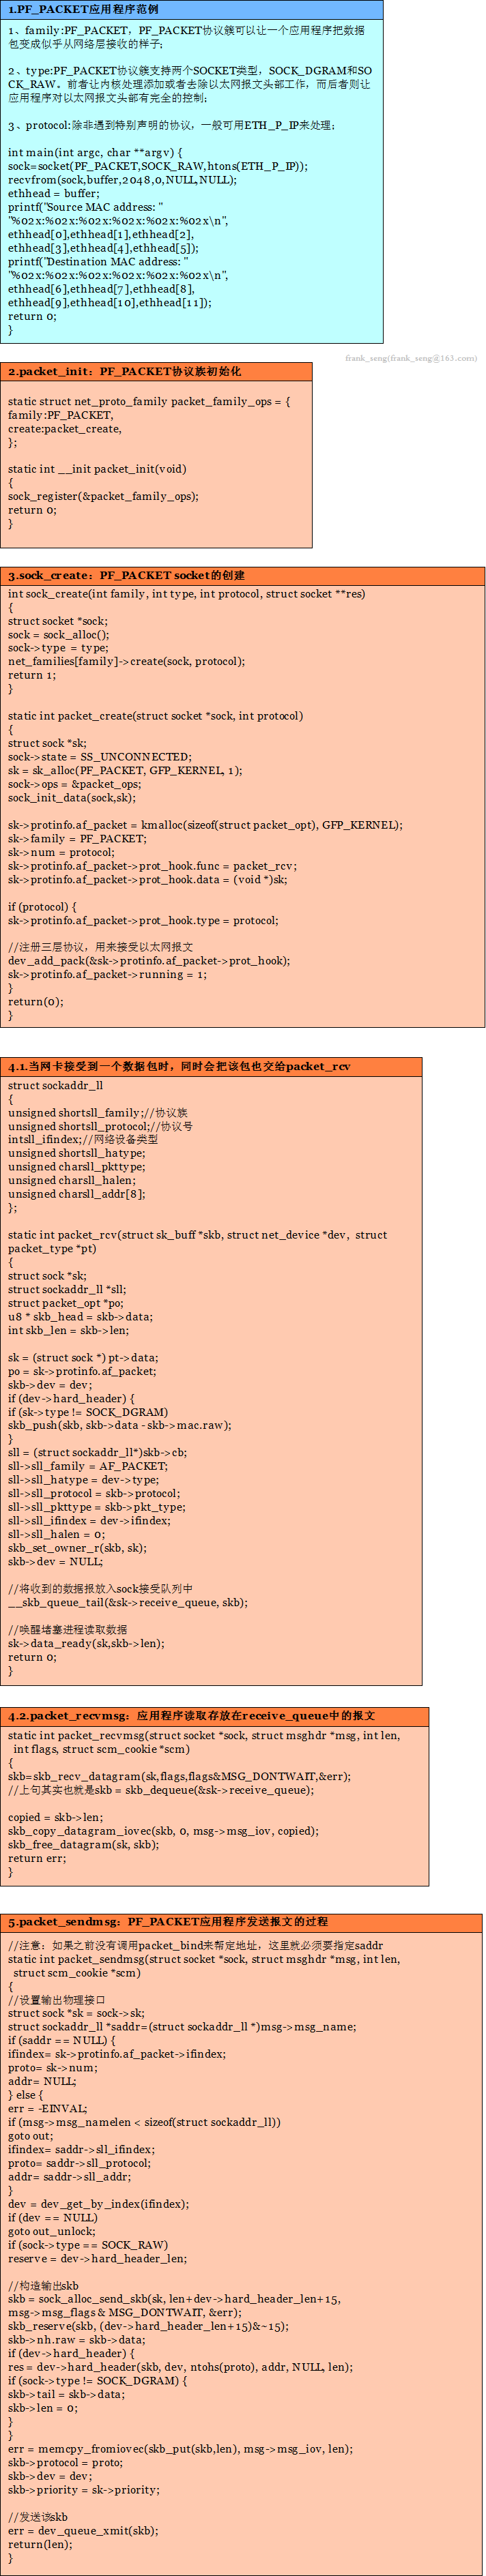 1.PF_PACKET应用程序范例
1、family:PF_PACKET，PF_PACKET协议簇可以让一个应用程序把数据
包变成似乎从网络层接收的样子；
2、type:PF_PACKET协议簇支持两个SOCKET类型，SOCK_DGRAM和SO
CK_RAW。前者让内核处理添加或者去除以太网报文头部工作，而后者则让
应用程序对以太网报文头部有完全的控制；
3、protocol:除非遇到特别声明的协议，一般可用ETH_P_IP来处理；
int main(int argc, char **argv) {
sock=socket(PF_PACKET,SOCK_RAW,htons(ETH_P_IP));
recvfrom(sock,buffer,2048,0,NULL,NULL);
ethhead = buffer;
printf("Source MAC address: "
"%02x:%02x:%02x:%02x:%02x:%02x\n",
ethhead[0],ethhead[1],ethhead[2],
ethhead[3],ethhead[4],ethhead[5]);
printf("Destination MAC address: "
"%02x:%02x:%02x:%02x:%02x:%02x\n",
ethhead[6],ethhead[7],ethhead[8],
ethhead[9],ethhead[10],ethhead[11]);
return 0;
}
frank_seng(frank_seng@163.com)
2.packet_init：PF_PACKET协议族初始化
static struct net_proto_family packet_family_ops = {
family:PF_PACKET,
create:packet_create,
};
static int __init packet_init(void)
{
sock_register(&packet_family_ops);
return 0;
}
3.sock_create：PF_PACKET socket的创建
int sock_create(int family, int type, int protocol, struct socket **res)
{
struct socket *sock;
sock = sock_alloc();
sock->type = type;
net_families[family]->create(sock, protocol);
return 1;
}
static int packet_create(struct socket *sock, int protocol)
{
struct sock *sk;
sock->state = SS_UNCONNECTED;
sk = sk_alloc(PF_PACKET, GFP_KERNEL, 1);
sock->ops = &packet_ops;
sock_init_data(sock,sk);
sk->protinfo.af_packet = kmalloc(sizeof(struct packet_opt), GFP_KERNEL);
sk->family = PF_PACKET;
sk->num = protocol;
sk->protinfo.af_packet->prot_hook.func = packet_rcv;
sk->protinfo.af_packet->prot_hook.data = (void *)sk;
if (protocol) {
sk->protinfo.af_packet->prot_hook.type = protocol;
//注册三层协议，用来接受以太网报文
dev_add_pack(&sk->protinfo.af_packet->prot_hook);
sk->protinfo.af_packet->running = 1;
}
return(0);
}
4.1.当网卡接受到一个数据包时，同时会把该包也交给packet_rcv
struct sockaddr_ll
{
unsigned shortsll_family;//协议族
unsigned shortsll_protocol;//协议号
intsll_ifindex;//网络设备类型
unsigned shortsll_hatype;
unsigned charsll_pkttype;
unsigned charsll_halen;
unsigned charsll_addr[8];
};
static int packet_rcv(struct sk_buff *skb, struct net_device *dev, struct
packet_type *pt)
{
struct sock *sk;
struct sockaddr_ll *sll;
struct packet_opt *po;
u8 * skb_head = skb->data;
int skb_len = skb->len;
sk = (struct sock *) pt->data;
po = sk->protinfo.af_packet;
skb->dev = dev;
if (dev->hard_header) {
if (sk->type != SOCK_DGRAM)
skb_push(skb, skb->data - skb->mac.raw);
}
sll = (struct sockaddr_ll*)skb->cb;
sll->sll_family = AF_PACKET;
sll->sll_hatype = dev->type;
sll->sll_protocol = skb->protocol;
sll->sll_pkttype = skb->pkt_type;
sll->sll_ifindex = dev->ifindex;
sll->sll_halen = 0;
skb_set_owner_r(skb, sk);
skb->dev = NULL;
//将收到的数据报放入sock接受队列中
__skb_queue_tail(&sk->receive_queue, skb);
//唤醒堵塞进程读取数据
sk->data_ready(sk,skb->len);
return 0;
}
4.2.packet_recvmsg：应用程序读取存放在receive_queue中的报文
static int packet_recvmsg(struct socket *sock, struct msghdr *msg, int len,
int flags, struct scm_cookie *scm)
{
skb=skb_recv_datagram(sk,flags,flags&MSG_DONTWAIT,&err);
//上句其实也就是skb = skb_dequeue(&sk->receive_queue);
copied = skb->len;
skb_copy_datagram_iovec(skb, 0, msg->msg_iov, copied);
skb_free_datagram(sk, skb);
return err;
}
5.packet_sendmsg：PF_PACKET应用程序发送报文的过程
//注意：如果之前没有调用packet_bind来帮定地址，这里就必须要指定saddr
static int packet_sendmsg(struct socket *sock, struct msghdr *msg, int len,
struct scm_cookie *scm)
{
//设置输出物理接口
struct sock *sk = sock->sk;
struct sockaddr_ll *saddr=(struct sockaddr_ll *)msg->msg_name;
if (saddr == NULL) {
ifindex= sk->protinfo.af_packet->ifindex;
proto= sk->num;
addr= NULL;
} else {
err = -EINVAL;
if (msg->msg_namelen < sizeof(struct sockaddr_ll))
goto out;
ifindex= saddr->sll_ifindex;
proto= saddr->sll_protocol;
addr= saddr->sll_addr;
}
dev = dev_get_by_index(ifindex);
if (dev == NULL)
goto out_unlock;
if (sock->type == SOCK_RAW)
reserve = dev->hard_header_len;
//构造输出skb
skb = sock_alloc_send_skb(sk, len+dev->hard_header_len+15,
msg->msg_flags & MSG_DONTWAIT, &err);
skb_reserve(skb, (dev->hard_header_len+15)&~15);
skb->nh.raw = skb->data;
if (dev->hard_header) {
res = dev->hard_header(skb, dev, ntohs(proto), addr, NULL, len);
if (sock->type != SOCK_DGRAM) {
skb->tail = skb->data;
skb->len = 0;
}
}
err = memcpy_fromiovec(skb_put(skb,len), msg->msg_iov, len);
skb->protocol = proto;
skb->dev = dev;
skb->priority = sk->priority;
//发送该skb
err = dev_queue_xmit(skb);
return(len);
}